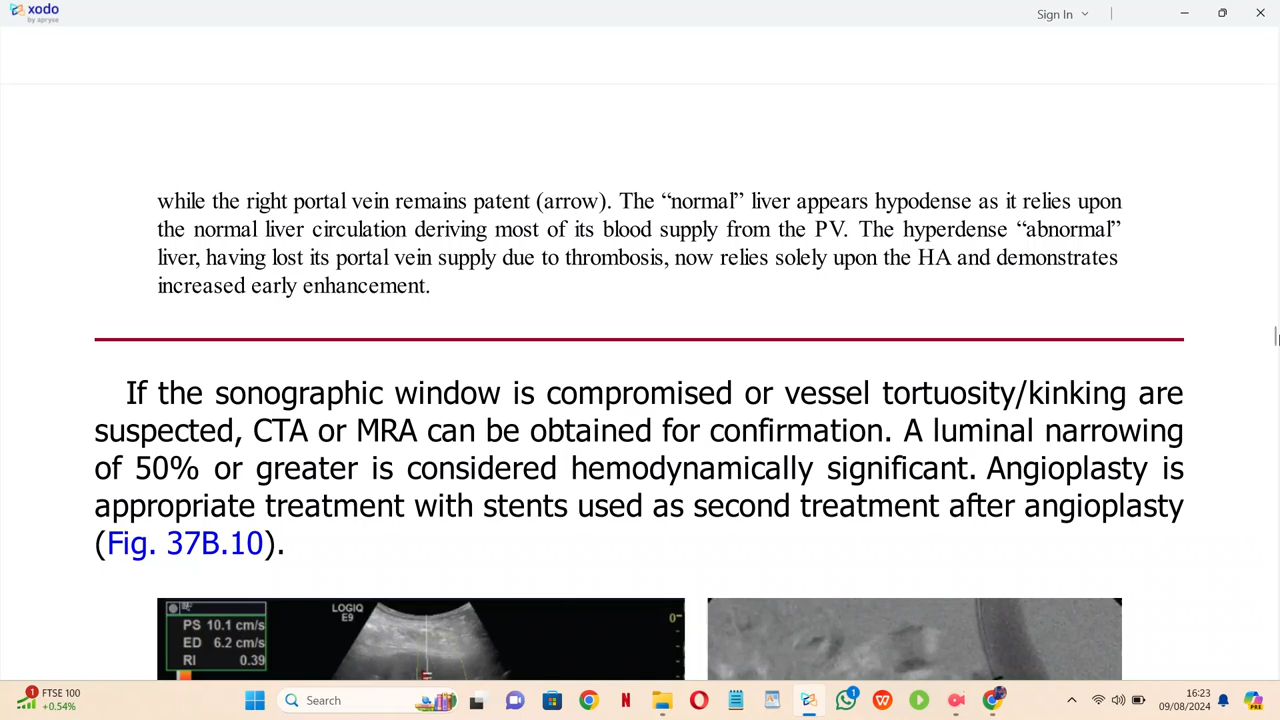 xodo
by apryse
Sign In
while the right portal vein remains patent (arrow). The “normal” liver appears hypodense as it relies upon
the normal liver circulation deriving most of its blood supply from the PV. The hyperdense “abnormal”
liver, having lost its portal vein supply due to thrombosis, now relies solely upon the HA and demonstrates
increased early enhancement.
If the sonographic window is compromised or vessel tortuosity/kinking are
suspected, CTA or MRA can be obtained for confirmation. A luminal narrowing
of 50% or greater is considered hemodynamically significant. Angioplasty is
appropriate treatment with stents used as second treatment after angioplasty
(Fig. 37B.10).
PS 10.1 cm/s
ED 6.2 cm/s
RI 0.39
LOGIQ
E9
0
1
FTSE 100
+0.54%
Search
1
16:23
09/08/2024
PRE